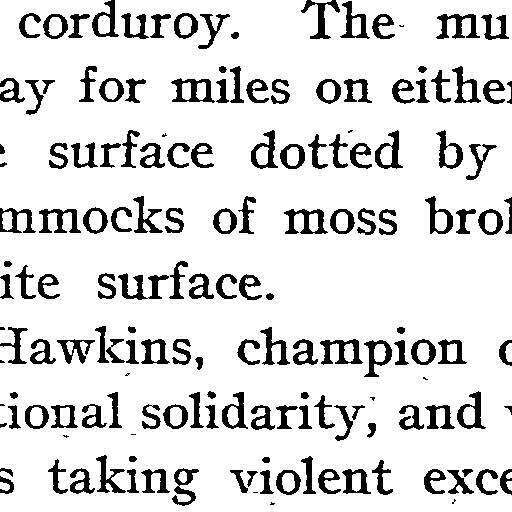 corduroy. The mu
ay for miles on either
e surface dotted by
mmocks of moss brok
ite surface.
Hawkins, champion o
tional solidarity, and
s taking violent exce